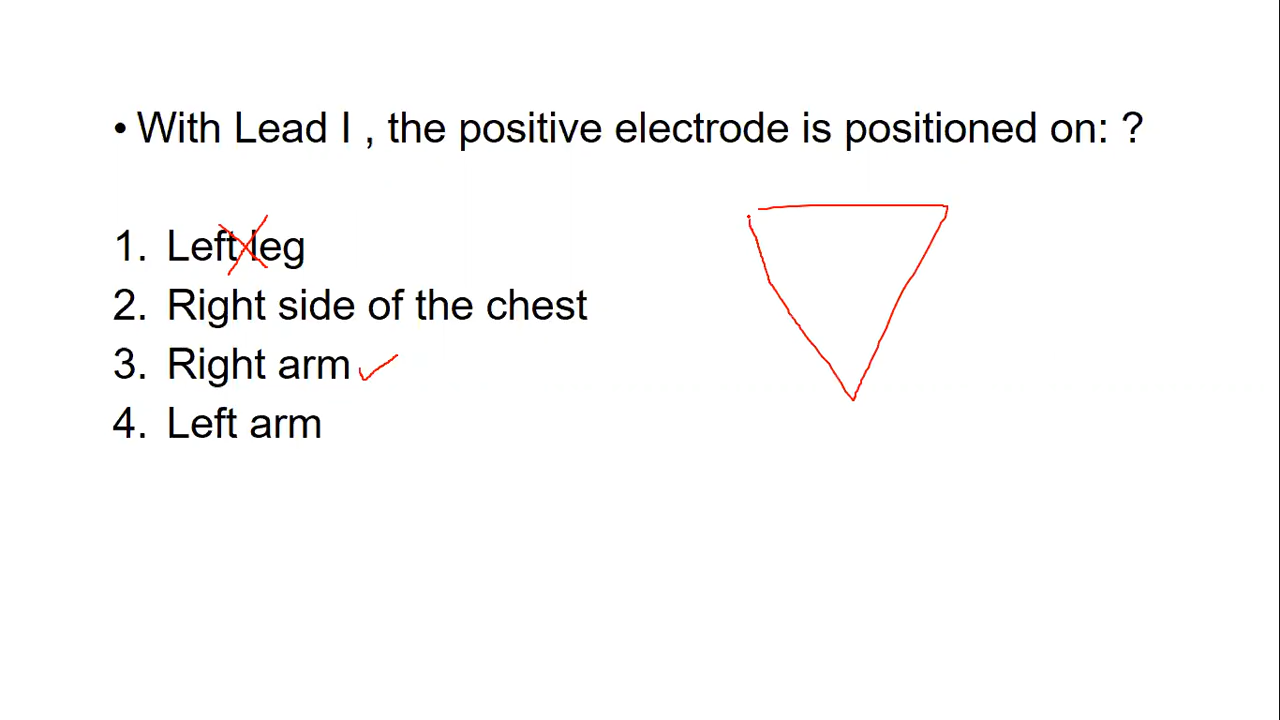 • With Lead I , the positive electrode is positioned on: ?
1. Left leg
2. Right side of the chest
3. Right arm
4. Left arm